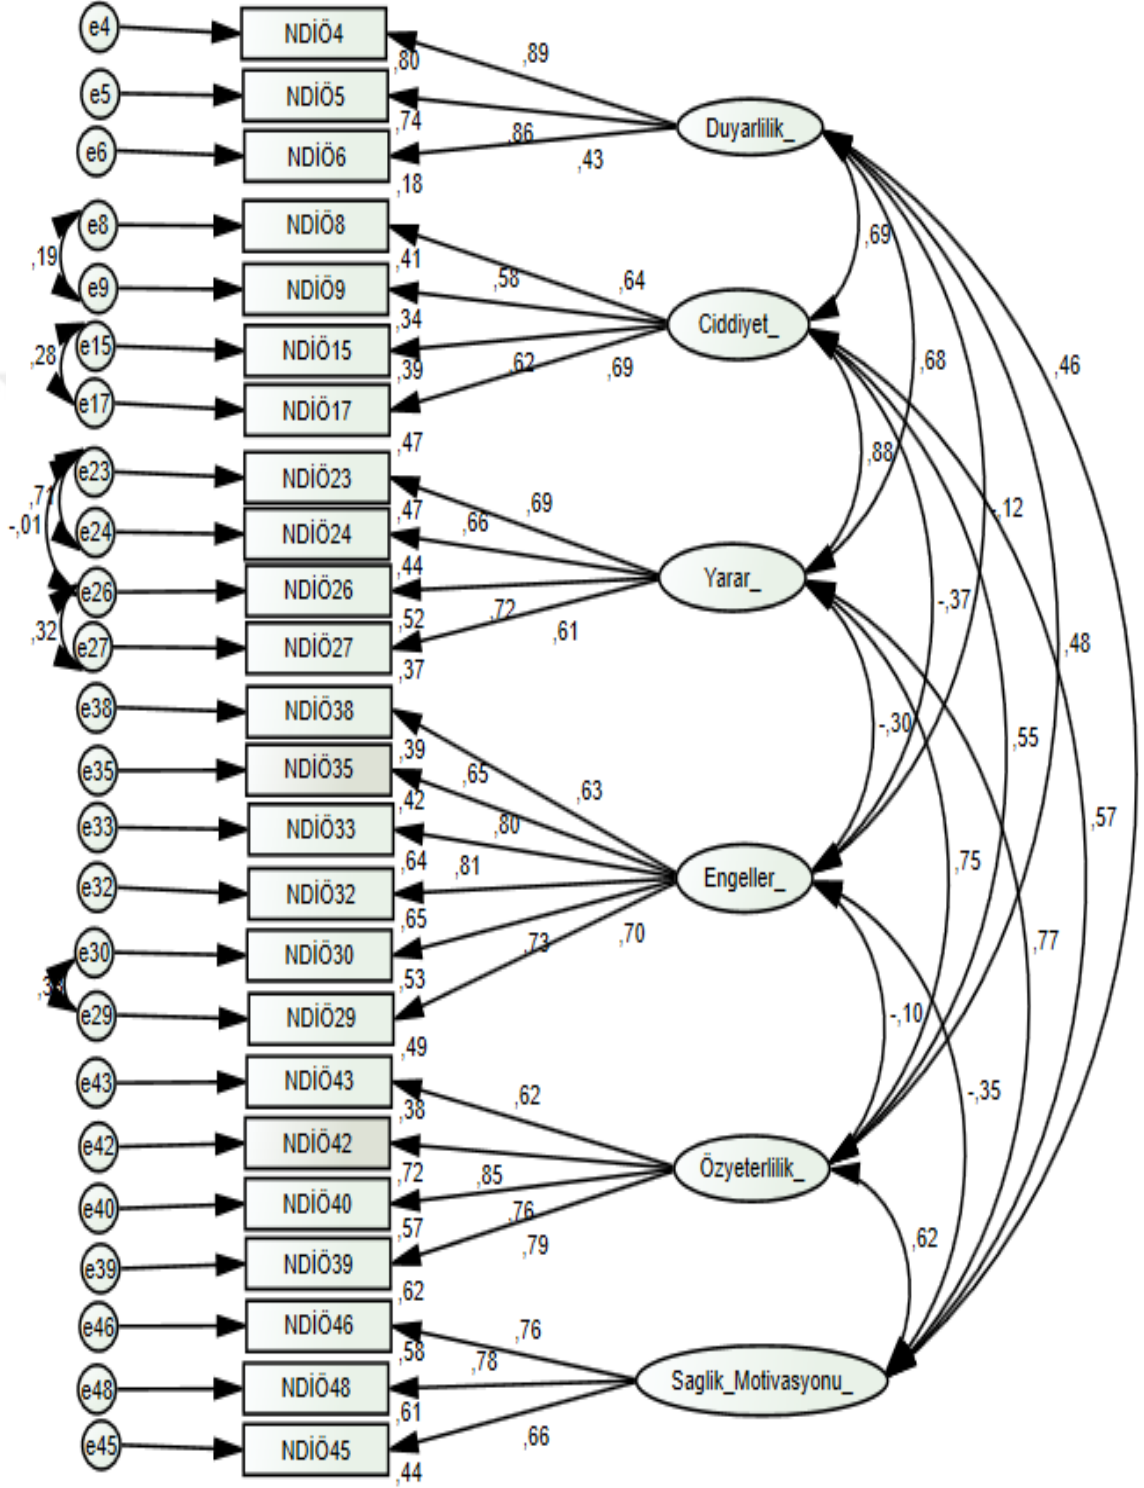 e4
NDİÖ4
,80
,89
e5
NDİÖ5
,74
,86
Duyarlilik_
e6
NDİÖ6
,18
,43
e8
NDİÖ8
,41
,64
,69
,19
e9
NDİÖ9
,34
,58
Ciddiyet_
e15
NDİÖ15
,39
,62
,28
,69
,68
,46
e17
NDİÖ17
,47
,88
e23
NDİÖ23
,47
,69
,71
-,01
e24
NDİÖ24
,44
,66
,12
e26
NDİÖ26
,52
,72
Yarar_
-,37
,32
e27
NDİÖ27
,37
,61
,48
e38
NDİÖ38
,39
,63
-,30
,55
e35
NDİÖ35
,42
,65
e33
NDİÖ33
,64
,80
,57
e32
NDİÖ32
,65
,81
Engeller_
,75
e30
NDİÖ30
,53
,73
,70
,77
e29
NDİÖ29
,49
-,10
e43
NDİÖ43
,38
,62
-,35
e42
NDİÖ42
,72
,85
Özyeterlilik_
e40
NDİÖ40
,57
,76
e39
NDİÖ39
,62
,79
,62
e46
NDİÖ46
,58
,76
e48
NDİÖ48
,61
,78
Saglik_Motivasyonu_
e45
NDİÖ45
,44
,66